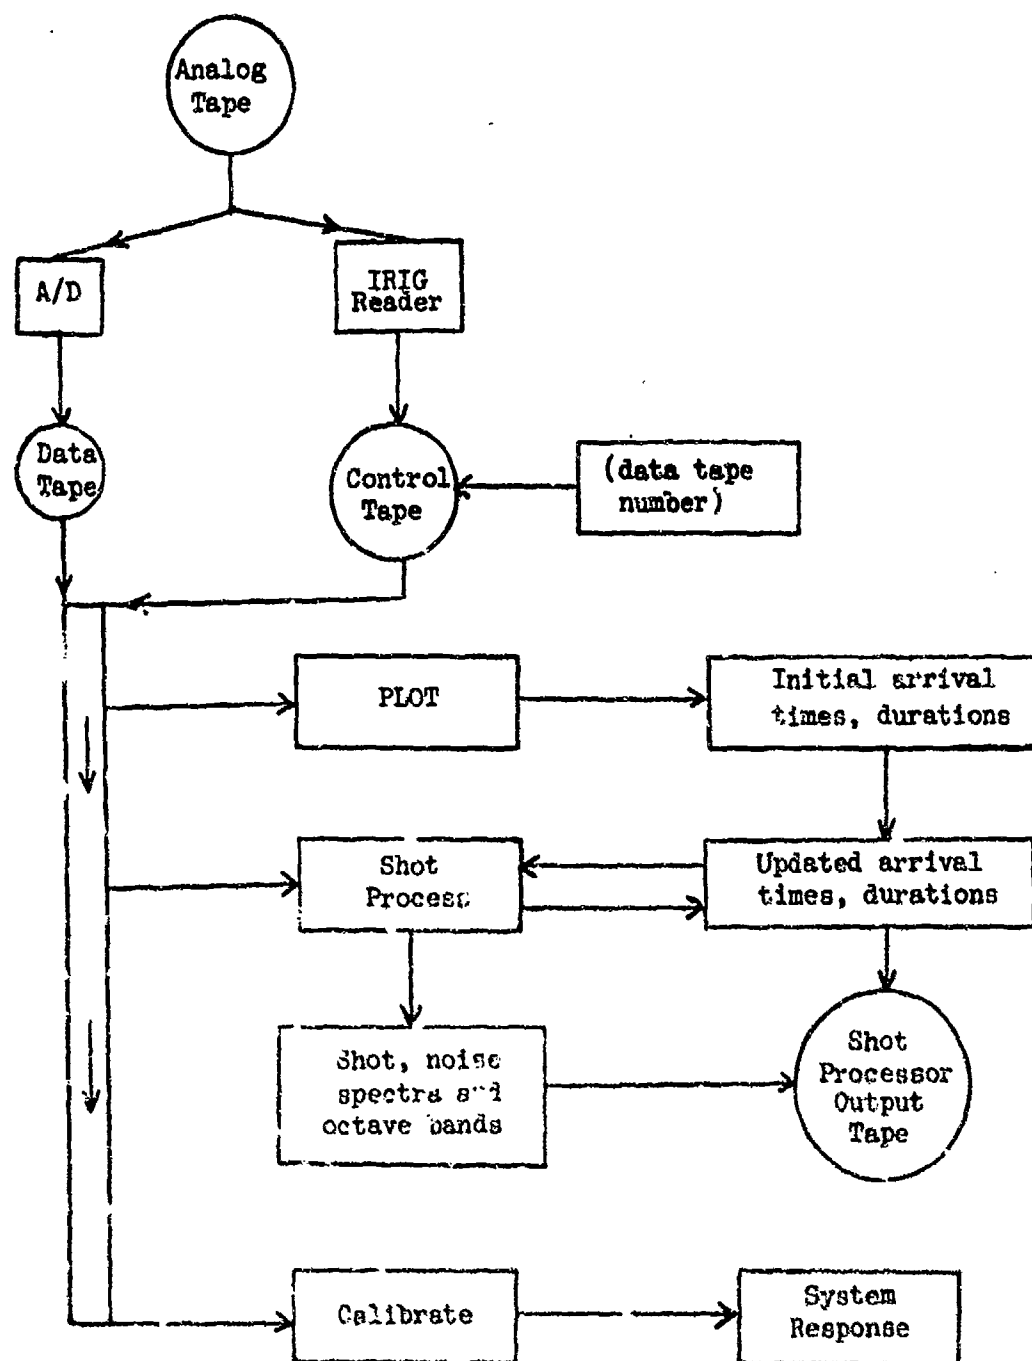 Analog
Tape
A/D
IRIG
Reader
Data
Tape
Control
Tape
(data tape
number)
PLOT
Initial arrival
times, durations
Shot
Process
Updated arrival
times, durations
Shot, noise
spectra and
octave bands
Shot
Processor
Output
Tape
Calibrate
System
Response